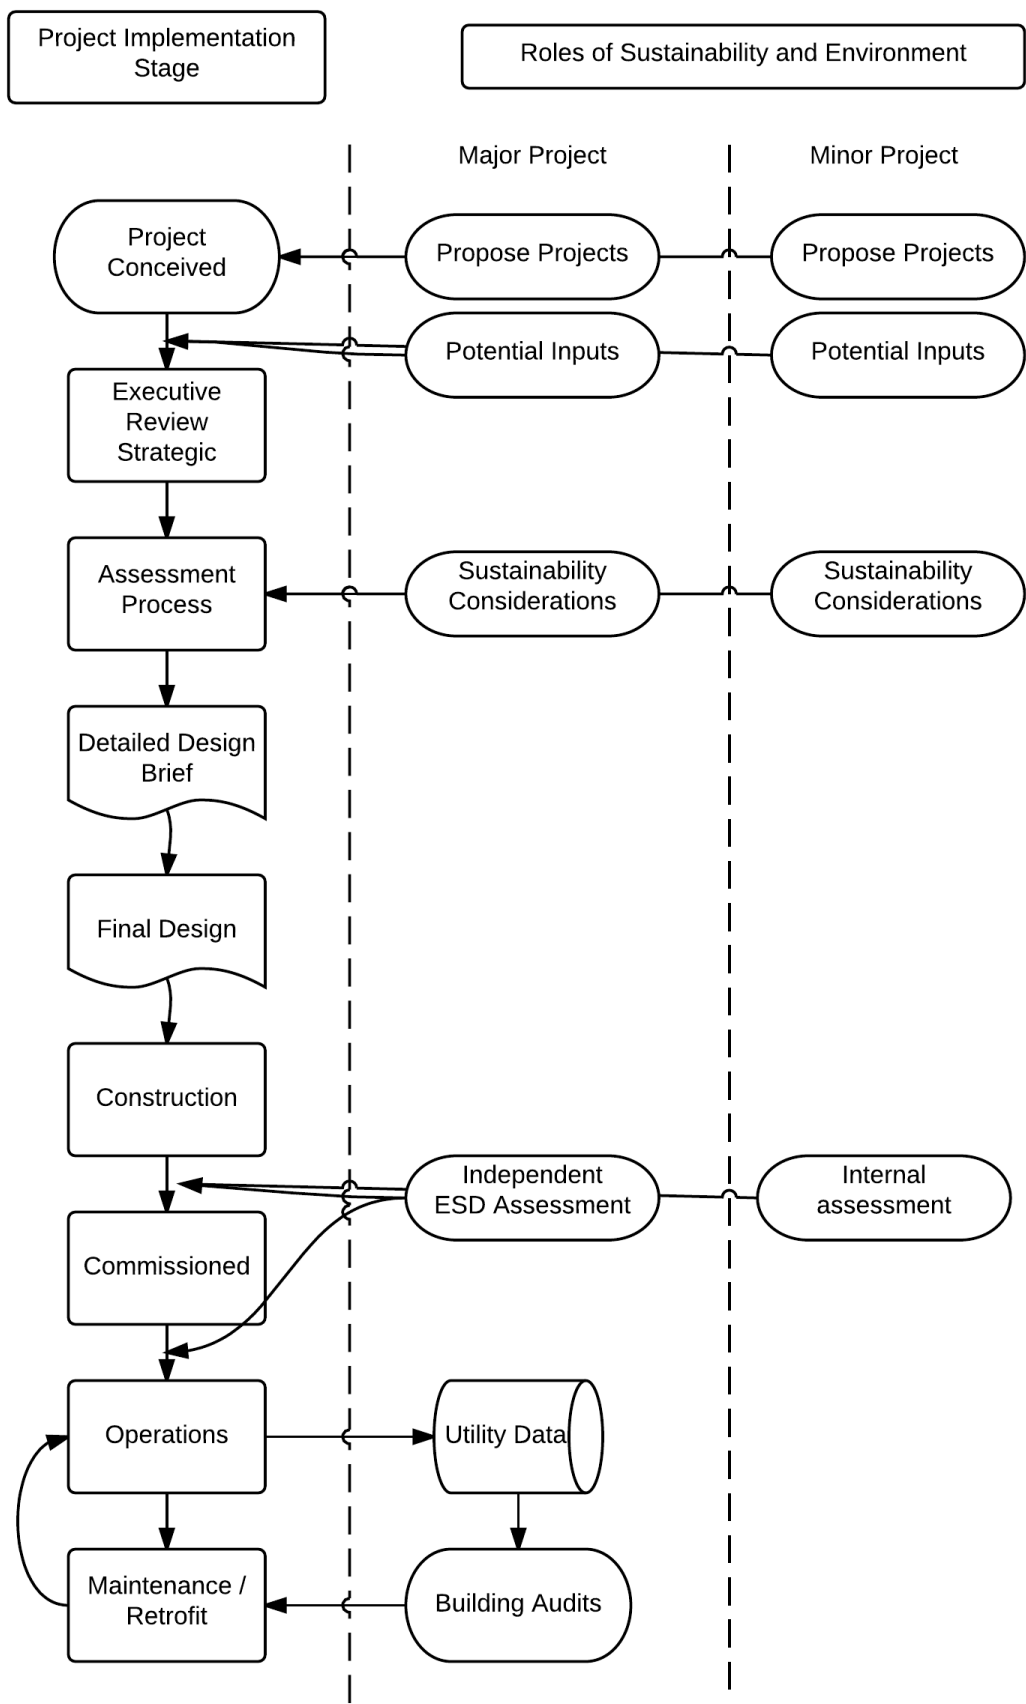 Project Implementation
Stage
Roles of Sustainability and Environment
Major Project
Minor Project
Project
Conceived
Propose Projects
Propose Projects
Potential Inputs
Potential Inputs
Executive
Review
Strategic
Assessment
Process
Sustainability
Considerations
Sustainability
Considerations
Detailed Design
Brief
Final Design
Construction
Independent
ESD Assessment
Internal
assessment
Commissioned
Operations
Utility Data
Maintenance /
Retrofit
Building Audits